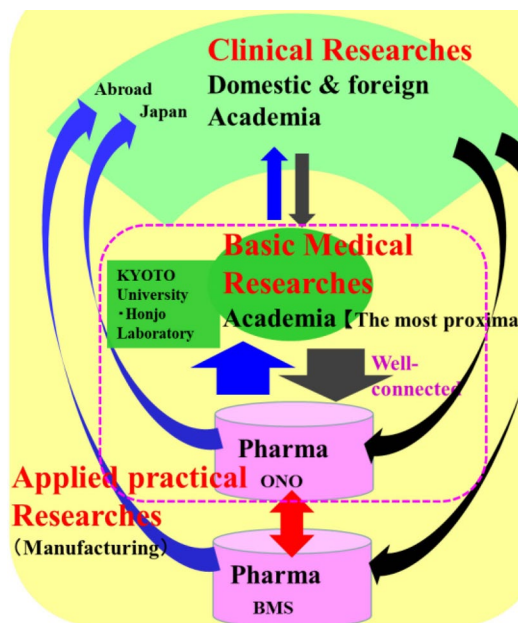 Clinical Researches
Domestic & foreign
Academia
Abroad
Japan
Basic Medical
Researches
Academia【The most proxima
KYOTO
University
・Honjo
Laboratory
Well-
connected
Pharma
ONO
Applied practical
Researches
（Manufacturing）
Pharma
BMS